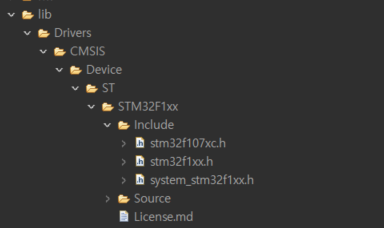 lib
Drivers
CMSIS
Device
ST
STM32F1xx
Include
stm32f107xc.h
stm32f1xx.h
system_stm32f1xx.h
Source
License.md